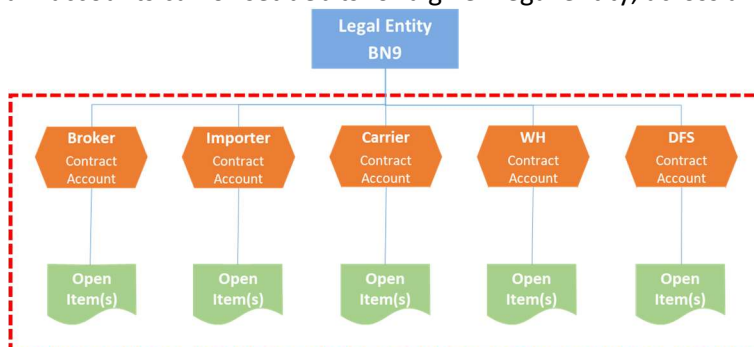 Legal Entity
BN9
Broker
Contract
Account
Importer
Contract
Account
Carrier
Contract
Account
WH
Contract
Account
DFS
Contract
Account
Open
Item(s)
Open
Item(s)
Open
Item(s)
Open
Item(s)
Open
Item(s)